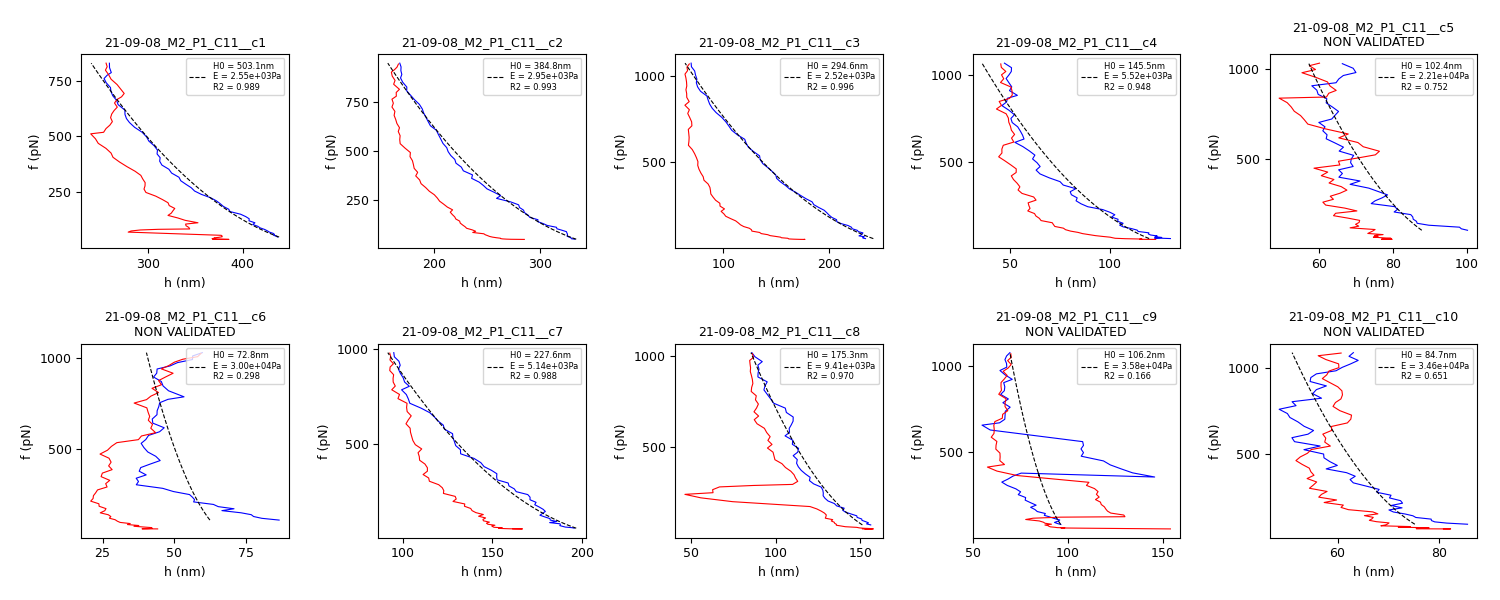 21-09-08_M2_P1_C11__c1
H0 = 503.1nm
E = 2.55e+03Pa
R2 = 0.989
750
500
250
f (pN)
300 400
h (nm)
21-09-08_M2_P1_C11__c2
H0 = 384.8nm
E = 2.95e+03Pa
R2 = 0.993
750
500
250
f (pN)
200 300
h (nm)
21-09-08_M2_P1_C11__c3
H0 = 294.6nm
E = 2.52e+03Pa
R2 = 0.996
1000
500
f (pN)
100 200
h (nm)
21-09-08_M2_P1_C11__c4
H0 = 145.5nm
E = 5.52e+03Pa
R2 = 0.948
1000
500
f (pN)
50 100
h (nm)
21-09-08_M2_P1_C11__c5
NON VALIDATED
H0 = 102.4nm
E = 2.21e+04Pa
R2 = 0.752
1000
500
f (pN)
60 80 100
h (nm)
21-09-08_M2_P1_C11__c6
NON VALIDATED
H0 = 72.8nm
E = 3.00e+04Pa
R2 = 0.298
1000
500
f (pN)
25 50 75
h (nm)
21-09-08_M2_P1_C11__c7
H0 = 227.6nm
E = 5.14e+03Pa
R2 = 0.988
1000
500
f (pN)
100 150 200
h (nm)
21-09-08_M2_P1_C11__c8
H0 = 175.3nm
E = 9.41e+03Pa
R2 = 0.970
1000
500
f (pN)
50 100 150
h (nm)
21-09-08_M2_P1_C11__c9
NON VALIDATED
H0 = 106.2nm
E = 3.58e+04Pa
R2 = 0.166
1000
500
f (pN)
50 100 150
h (nm)
21-09-08_M2_P1_C11__c10
NON VALIDATED
H0 = 84.7nm
E = 3.46e+04Pa
R2 = 0.651
1000
500
f (pN)
60 80
h (nm)